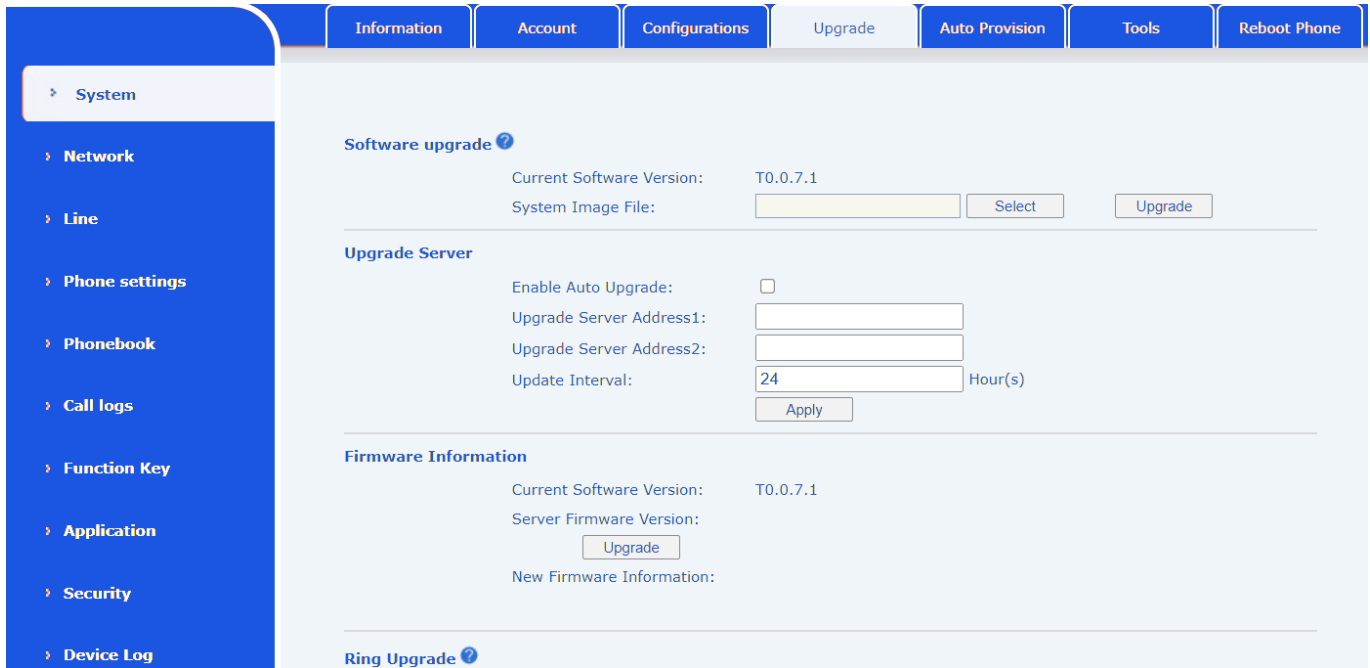 Information Account Configurations Upgrade Auto Provision Tools Reboot Phone
System
Network
Line
Phone settings
Phonebook
Call logs
Function Key
Application
Security
Device Log
Software upgrade ?
Current Software Version: T0.0.7.1
System Image File: Select Upgrade
Upgrade Server
Enable Auto Upgrade:
Upgrade Server Address1:
Upgrade Server Address2:
Update Interval: 24 Hour(s)
Apply
Firmware Information
Current Software Version: T0.0.7.1
Server Firmware Version:
Upgrade
New Firmware Information:
Ring Upgrade ?